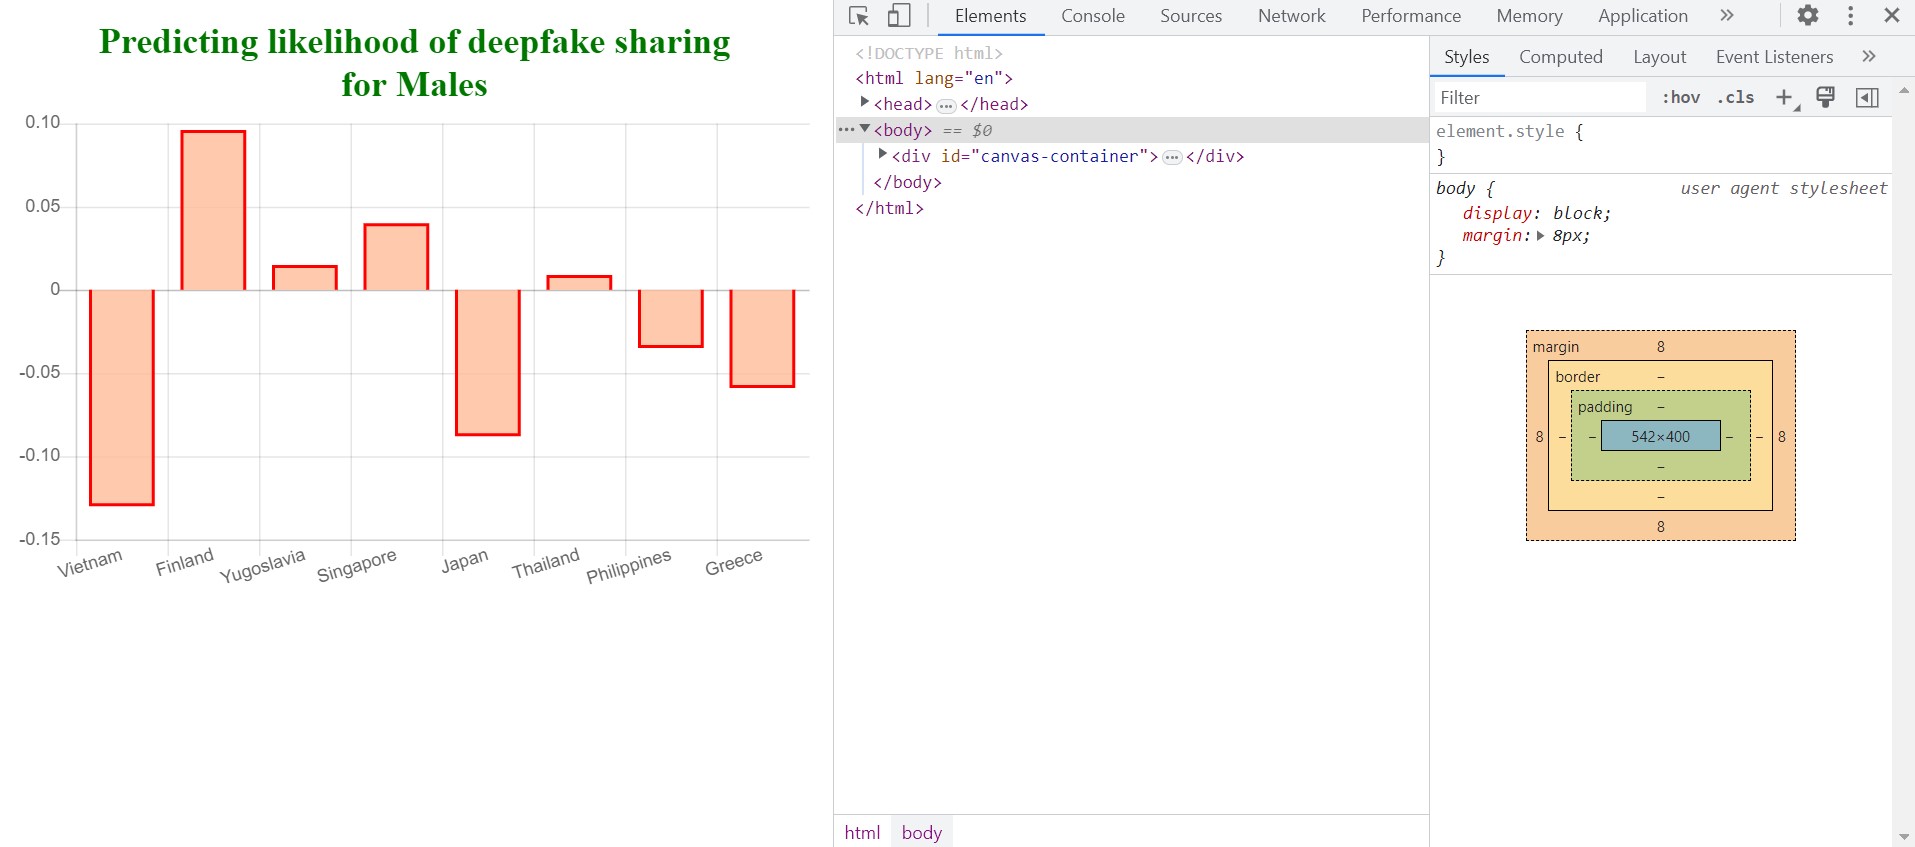 Predicting likelihood of deepfake sharing
for Males
0.10
0.05
0
-0.05
-0.10
-0.15
Vietnam
Finland
Yugoslavia
Singapore
Japan
Thailand
Philippines
Greece
Elements Console Sources Network Performance Memory Application »
<!DOCTYPE html>
<html lang="en">
<head> … </head>
… <body> == $0
<div id="canvas-container"> … </div>
</body>
</html>
html body
Styles Computed Layout Event Listeners »
Filter :hov .cls +
element.style {
}
body { user agent stylesheet
display: block;
margin: 8px;
}
margin 8
border –
padding –
8 – – 542×400 – – 8
–
–
8